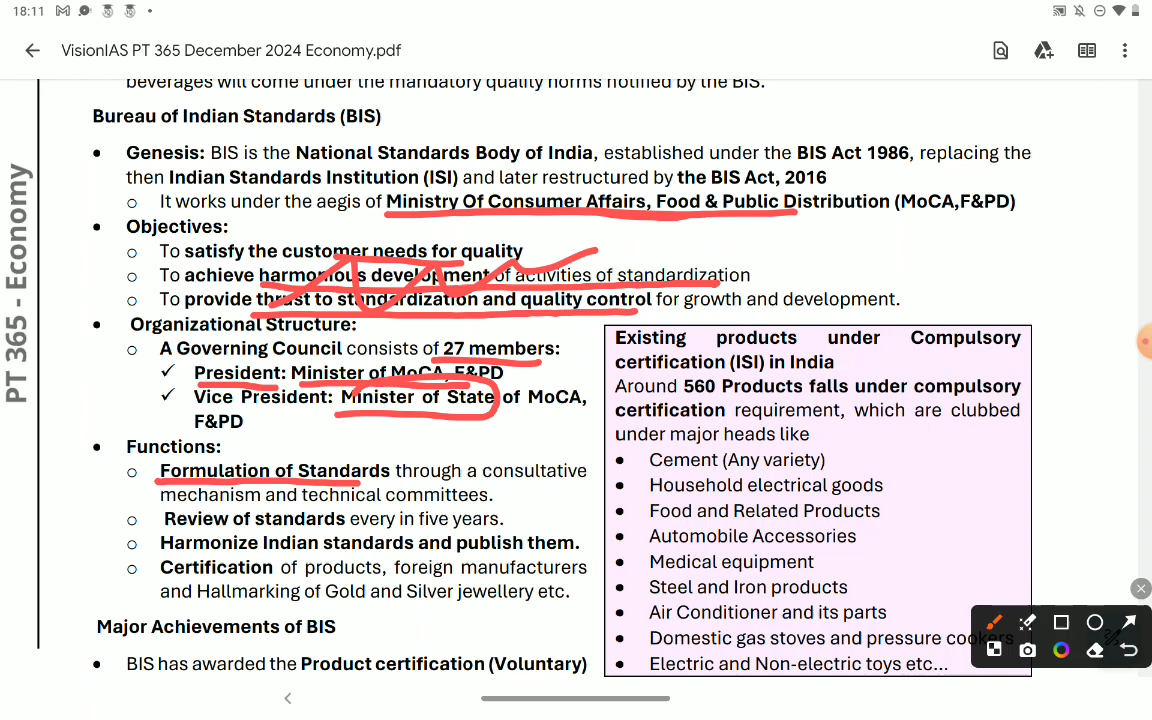 18:11
VisionIAS PT 365 December 2024 Economy.pdf
beverages will come under the mandatory quality norms notified by the BIS.
PT 365 - Economy
Bureau of Indian Standards (BIS)
• Genesis: BIS is the National Standards Body of India, established under the BIS Act 1986, replacing the
then Indian Standards Institution (ISI) and later restructured by the BIS Act, 2016
o It works under the aegis of Ministry Of Consumer Affairs, Food & Public Distribution (MoCA,F&PD)
• Objectives:
o To satisfy the customer needs for quality
o To achieve harmonious development of activities of standardization
o To provide thrust to standardization and quality control for growth and development.
• Organizational Structure:
o A Governing Council consists of 27 members:
✓ President: Minister of MoCA, F&PD
✓ Vice President: Minister of State of MoCA,
F&PD
• Functions:
o Formulation of Standards through a consultative
mechanism and technical committees.
o Review of standards every in five years.
o Harmonize Indian standards and publish them.
o Certification of products, foreign manufacturers
and Hallmarking of Gold and Silver jewellery etc.
Major Achievements of BIS
• BIS has awarded the Product certification (Voluntary)
Existing products under Compulsory
certification (ISI) in India
Around 560 Products falls under compulsory
certification requirement, which are clubbed
under major heads like
• Cement (Any variety)
• Household electrical goods
• Food and Related Products
• Automobile Accessories
• Medical equipment
• Steel and Iron products
• Air Conditioner and its parts
• Domestic gas stoves and pressure cookers
• Electric and Non-electric toys etc...